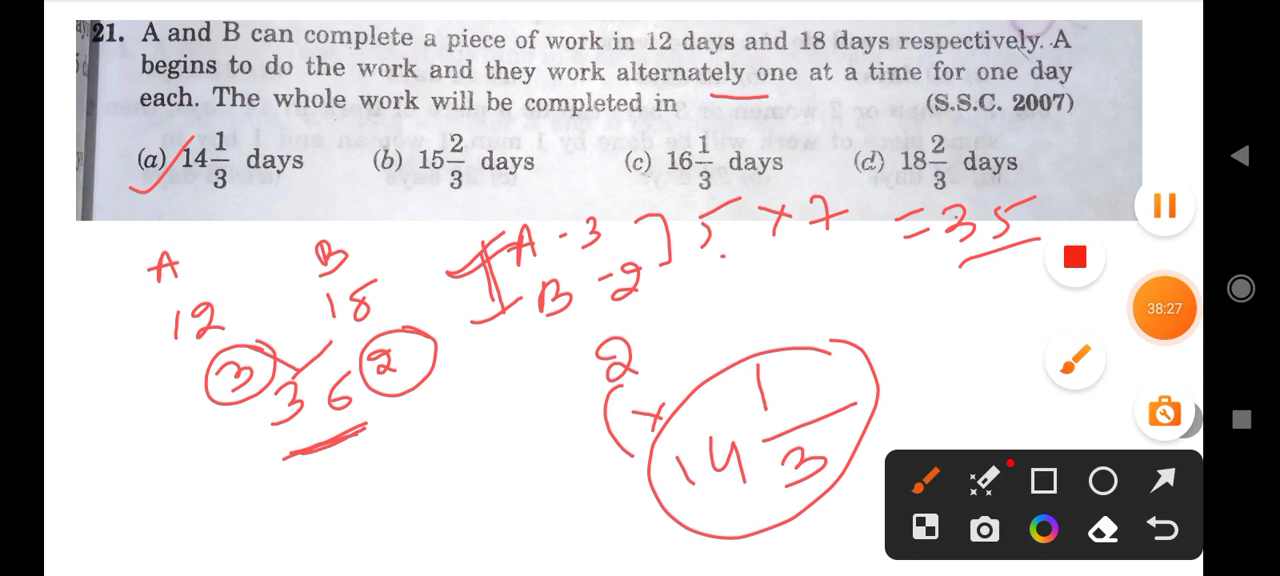 21. A and B can complete a piece of work in 12 days and 18 days respectively. A
begins to do the work and they work alternately one at a time for one day
each. The whole work will be completed in (S.S.C. 2007)
(a) 14 1/3 days (b) 15 2/3 days (c) 16 1/3 days (d) 18 2/3 days
A - 3 ] 5 × 7 = 35
B - 2
A B
12 18
3 36 2
2
14 1/3
38:27